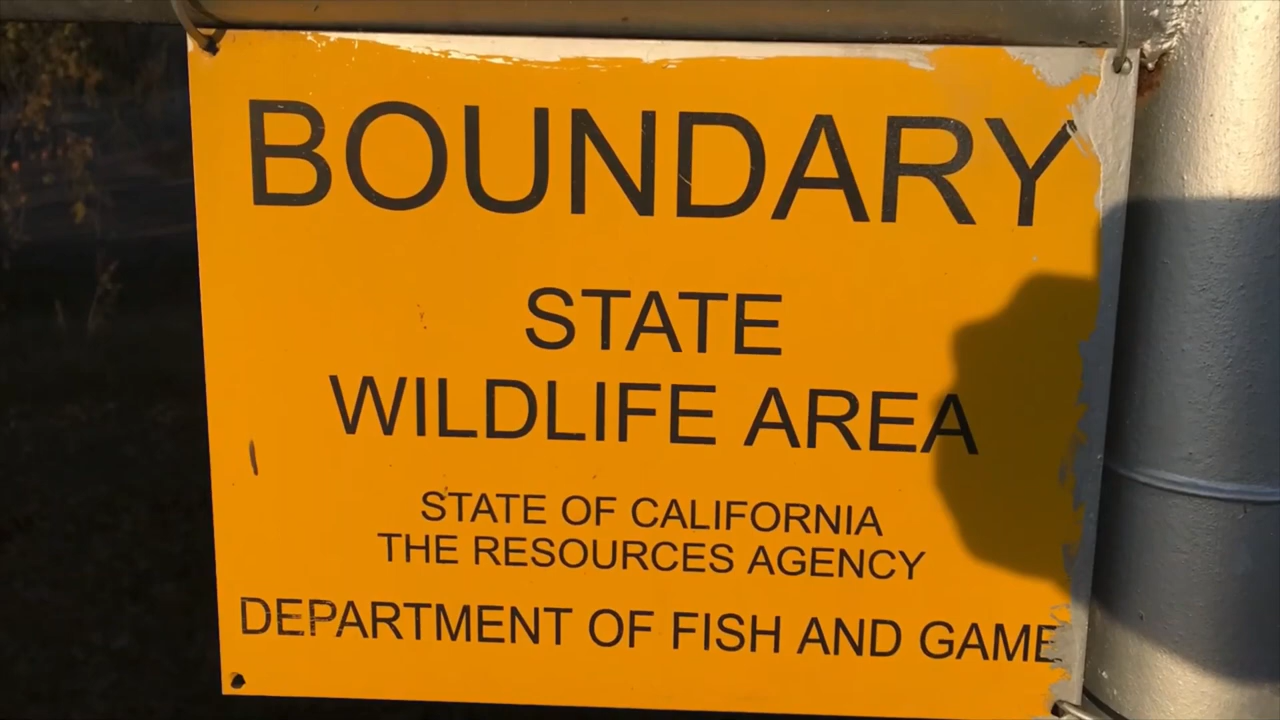 BOUNDARY
STATE
WILDLIFE AREA
STATE OF CALIFORNIA
THE RESOURCES AGENCY
DEPARTMENT OF FISH AND GAME